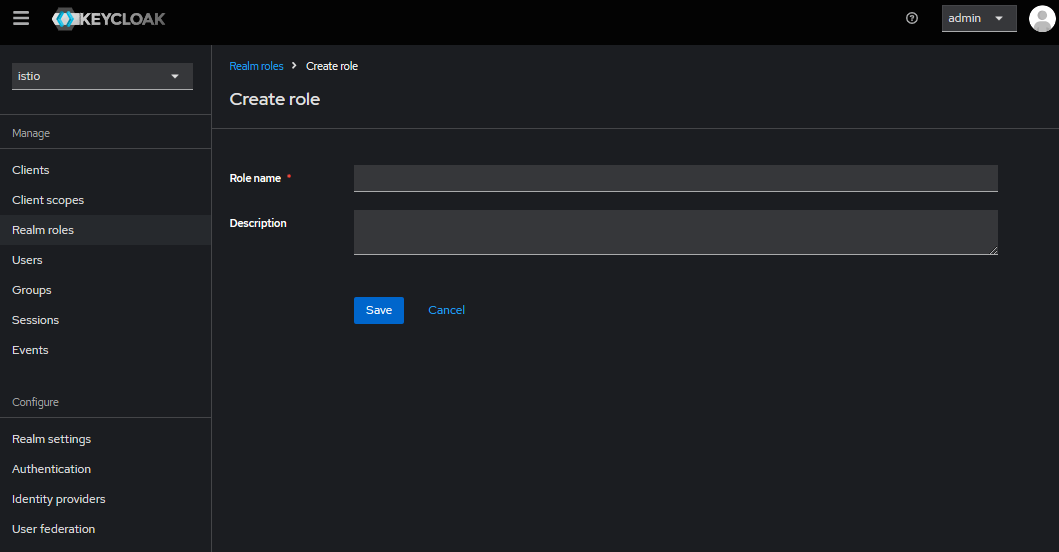 KEYCLOAK
admin
istio
Manage
Clients
Client scopes
Realm roles
Users
Groups
Sessions
Events
Configure
Realm settings
Authentication
Identity providers
User federation
Realm roles > Create role
Create role
Role name *
Description
Save Cancel